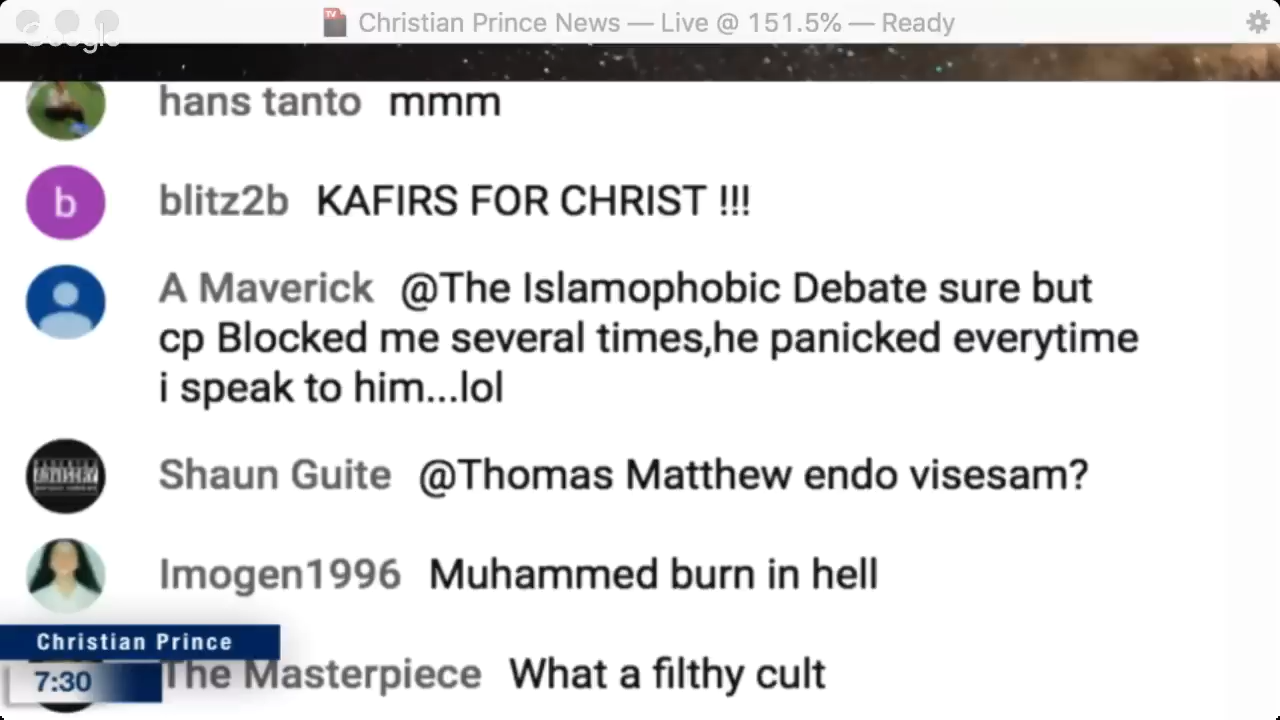 Christian Prince News — Live @ 151.5% — Ready
Google
hans tanto mmm
b
blitz2b KAFIRS FOR CHRIST !!!
A Maverick @The Islamophobic Debate sure but
cp Blocked me several times,he panicked everytime
i speak to him...lol
Shaun Guite @Thomas Matthew endo visesam?
Imogen1996 Muhammed burn in hell
Christian Prince
The Masterpiece What a filthy cult
7:30